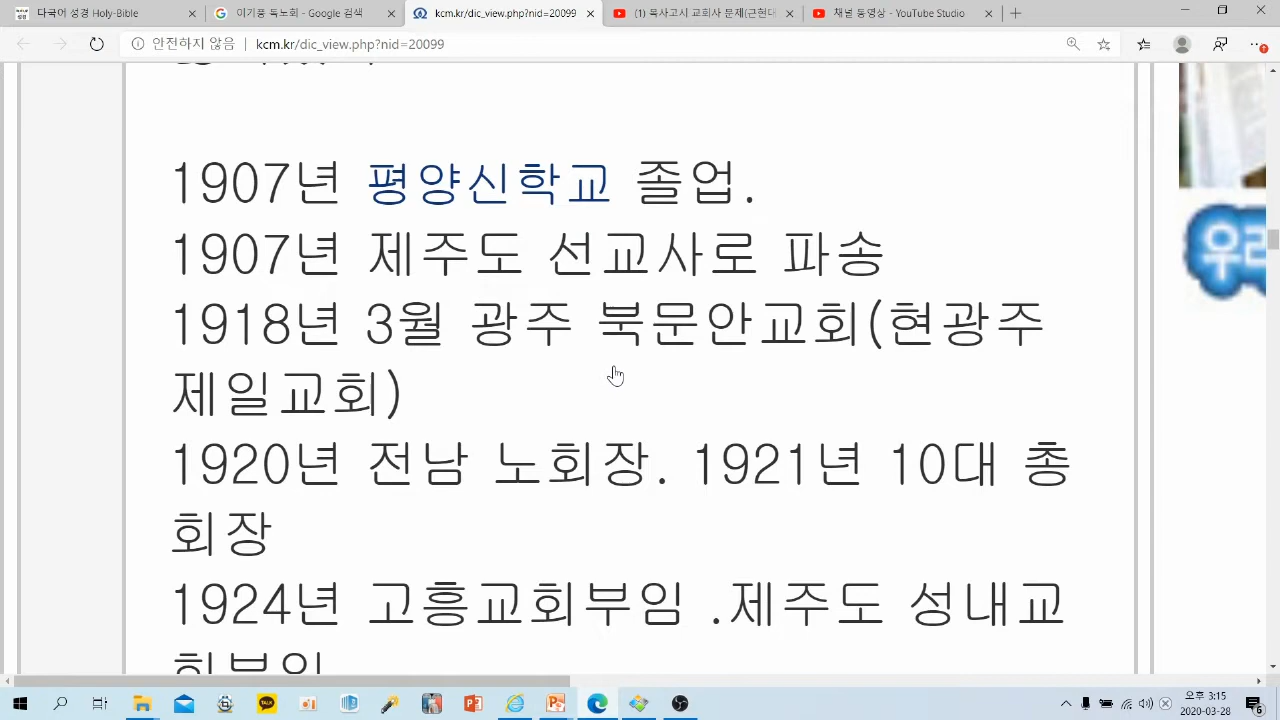 다국어 성경 Holy Bible
이기풍 독노회 - Google 검색
kcm.kr/dic_view.php?nid=20099
(1) 목사고시 교회사 문제(근현대
채널 동영상 - YouTube Studio
안전하지 않음 kcm.kr/dic_view.php?nid=20099
1907년 평양신학교 졸업.
1907년 제주도 선교사로 파송
1918년 3월 광주 북문안교회(현광주
제일교회)
1920년 전남 노회장. 1921년 10대 총
회장
1924년 고흥교회부임 .제주도 성내교
회부임
우리
TALK
오후 3:15
2020-03-28
6